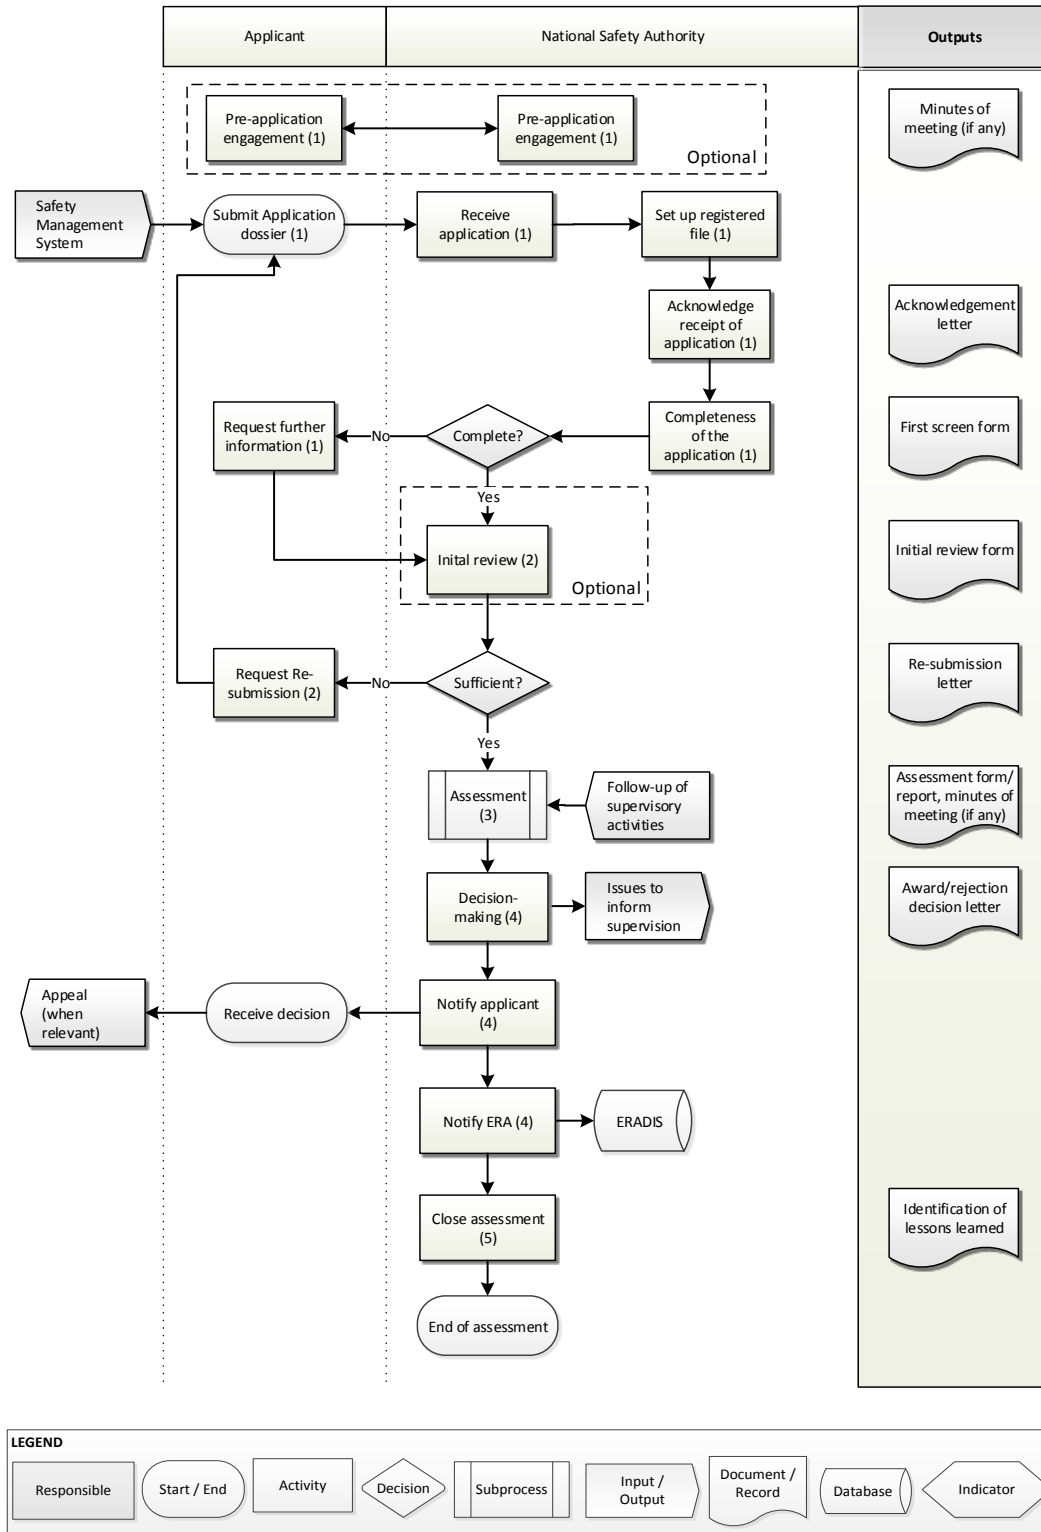 Applicant
National Safety Authority
Outputs
Pre-application
engagement (1)
Pre-application
engagement (1)
Optional
Minutes of
meeting (if any)
Safety
Management
System
Submit Application
dossier (1)
Receive
application (1)
Set up registered
file (1)
Acknowledge
receipt of
application (1)
Acknowledgement
letter
Request further
information (1)
No
Complete?
Completeness
of the
application (1)
First screen form
Yes
Inital review (2)
Optional
Initial review form
Request Re-
submission (2)
No
Sufficient?
Re-submission
letter
Yes
Assessment
(3)
Follow-up of
supervisory
activities
Assessment form/
report, minutes of
meeting (if any)
Decision-
making (4)
Issues to
inform
supervision
Award/rejection
decision letter
Appeal
(when
relevant)
Receive decision
Notify applicant
(4)
Notify ERA (4)
ERADIS
Close assessment
(5)
Identification of
lessons learned
End of assessment
LEGEND
Responsible
Start / End
Activity
Decision
Subprocess
Input /
Output
Document /
Record
Database
Indicator